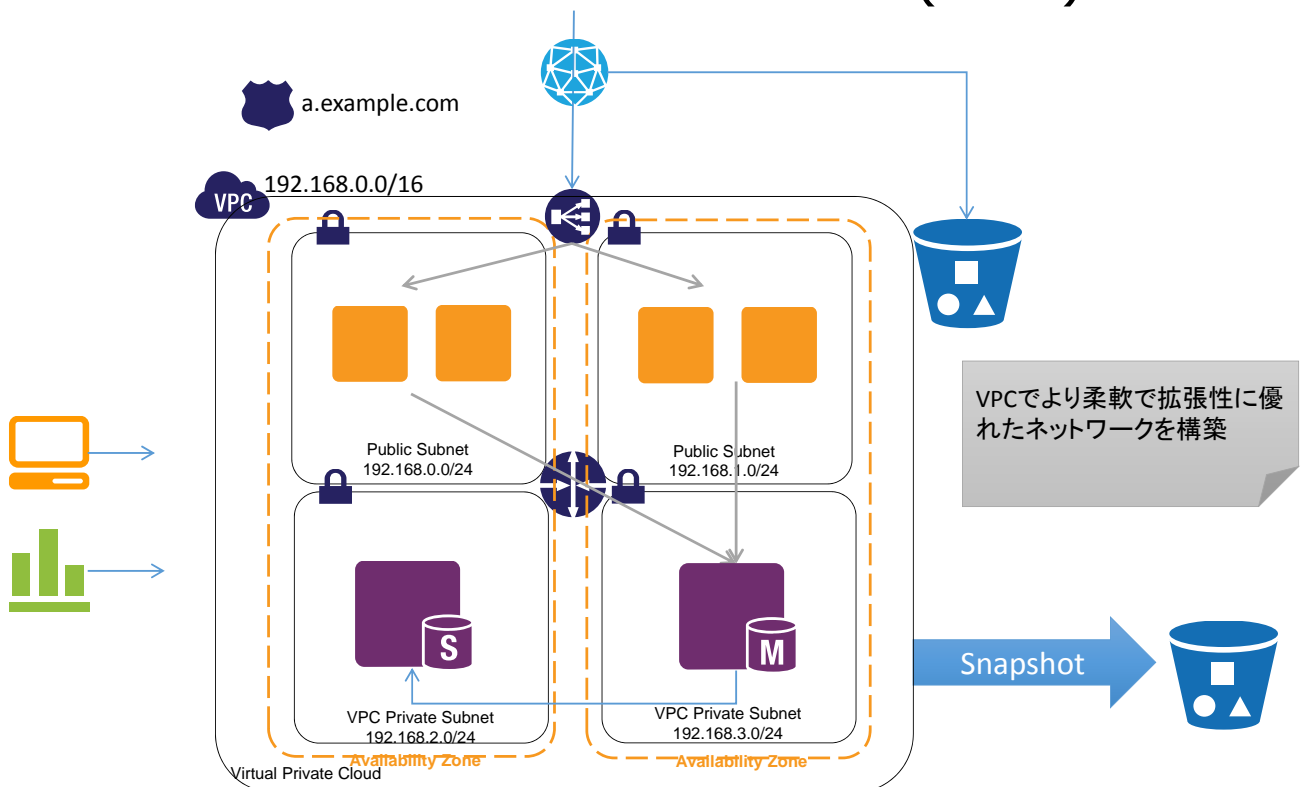 a.example.com
VPC
192.168.0.0/16
Public Subnet
192.168.0.0/24
Public Subnet
192.168.1.0/24
VPCでより柔軟で拡張性に優
れたネットワークを構築
S
M
VPC Private Subnet
192.168.2.0/24
VPC Private Subnet
192.168.3.0/24
Snapshot
Availability Zone
Availability Zone
Virtual Private Cloud